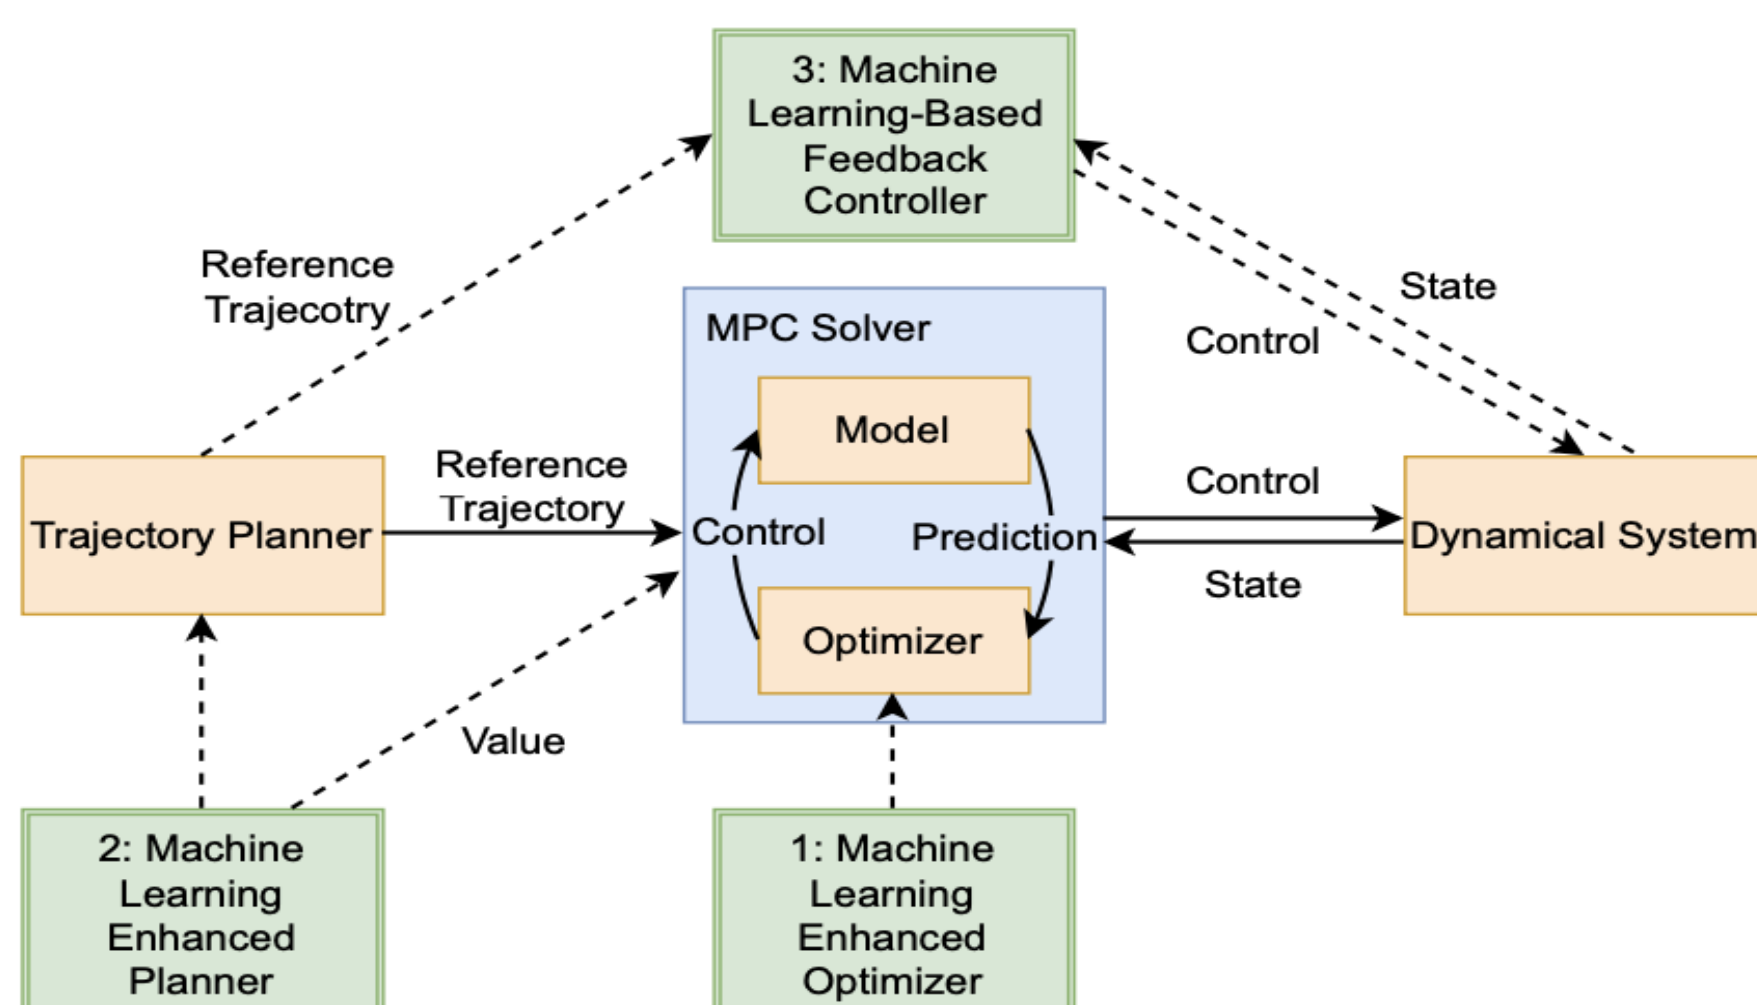 3: Machine
Learning-Based
Feedback
Controller
Reference
Trajecotry
State
Control
MPC Solver
Model
Reference
Trajectory
Control
Trajectory Planner
Control
Prediction
Dynamical System
State
Optimizer
Value
2: Machine
Learning
Enhanced
Planner
1: Machine
Learning
Enhanced
Optimizer